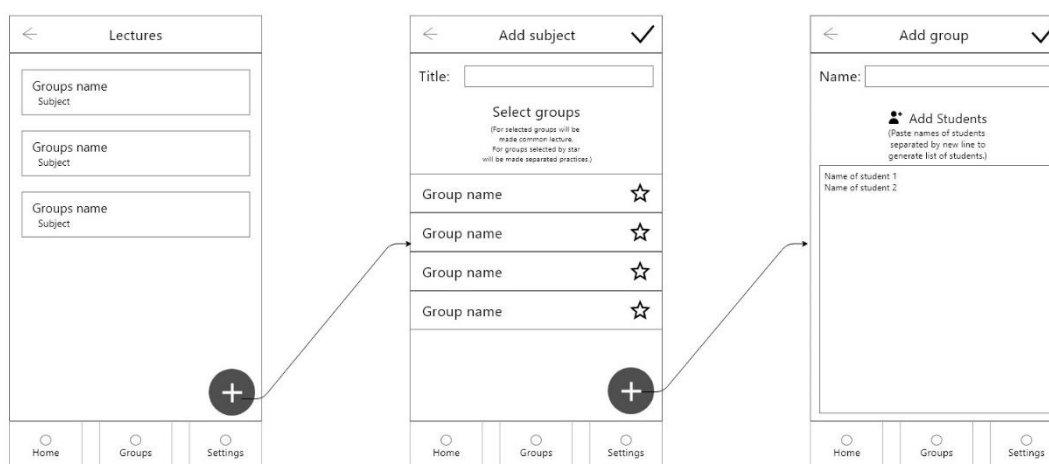 Lectures
Groups name
Subject
Groups name
Subject
Groups name
Subject
Home
Groups
Settings
Add subject
Title:
Select groups
(For selected groups will be
made common lecture.
For groups selected by star
will be made separated practices.)
Group name
Group name
Group name
Group name
Home
Groups
Settings
Add group
Name:
Add Students
(Paste names of students
separated by new line to
generate list of students.)
Name of student 1
Name of student 2
Home
Groups
Settings